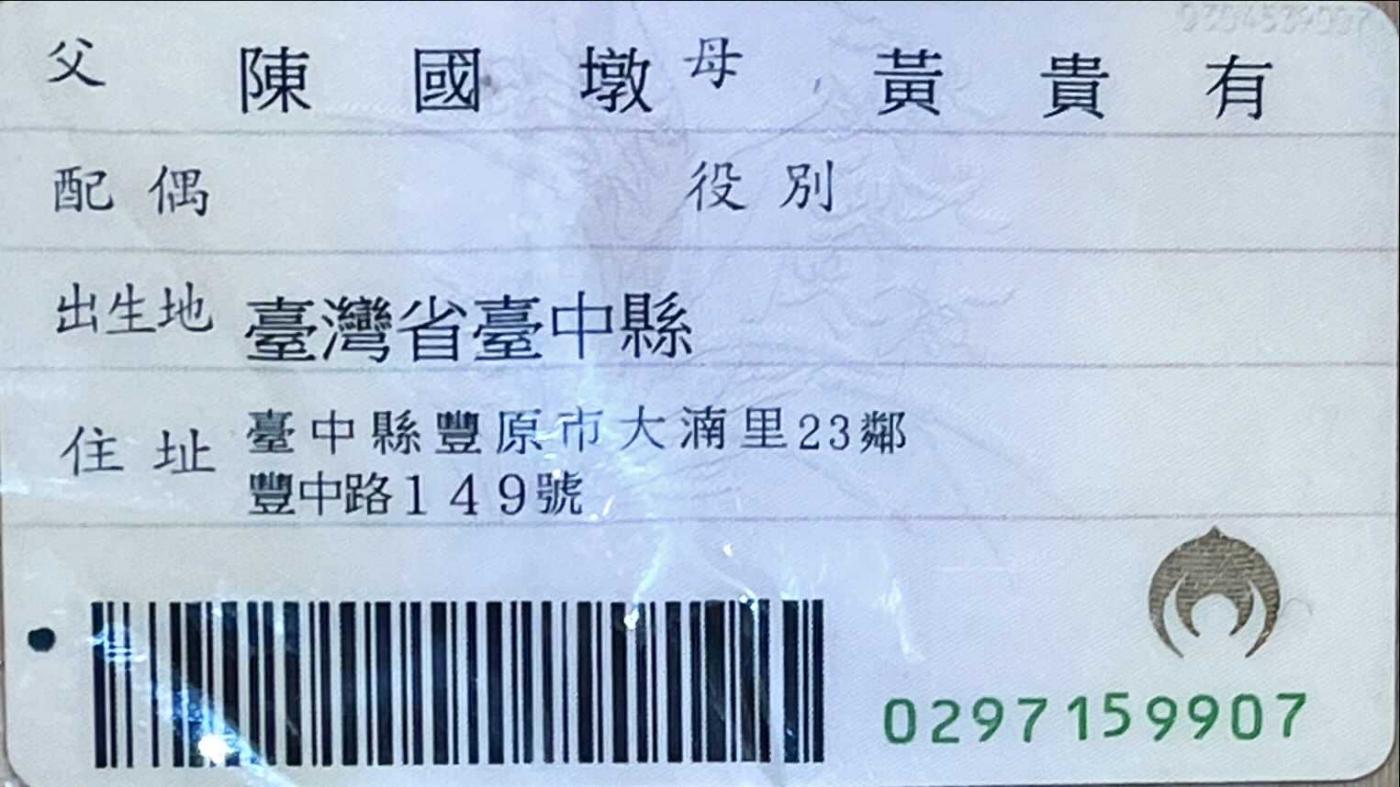 父 陳國墩 母 黃貴有
配偶 役別
出生地 臺灣省臺中縣
住址 臺中縣豐原市大湳里23鄰
豐中路149號
0297159907